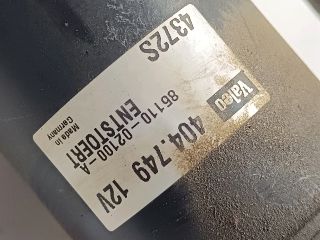 Valeo
404.749 12V
86110-02100-A
ENTSTOERT
4372S
Made in
Germany